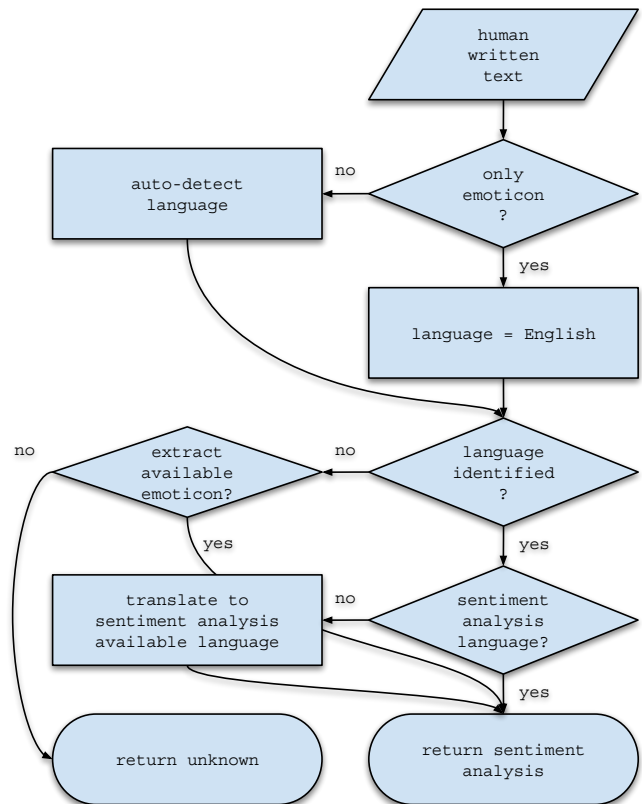 human
written
text
only
emoticon
?
no
auto-detect
language
yes
language = English
language
identified
?
no
extract
available
emoticon?
no
yes
yes
sentiment
analysis
language?
no
translate to
sentiment analysis
available language
yes
return unknown
return sentiment
analysis